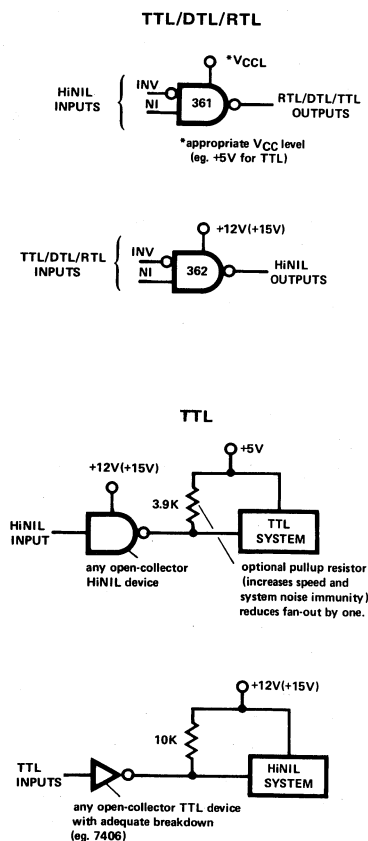 TTL/DTL/RTL
*VCCL
HiNIL
INPUTS
INV
NI
361
RTL/DTL/TTL
OUTPUTS
*appropriate VCC level
(eg. +5V for TTL)
+12V(+15V)
TTL/DTL/RTL
INPUTS
INV
NI
362
HiNIL
OUTPUTS
TTL
+5V
+12V(+15V)
3.9K
HiNIL
INPUT
TTL
SYSTEM
any open-collector
HiNIL device
optional pullup resistor
(increases speed and
system noise immunity)
reduces fan-out by one.
+12V(+15V)
10K
TTL
INPUTS
HiNIL
SYSTEM
any open-collector TTL device
with adequate breakdown
(eg. 7406)